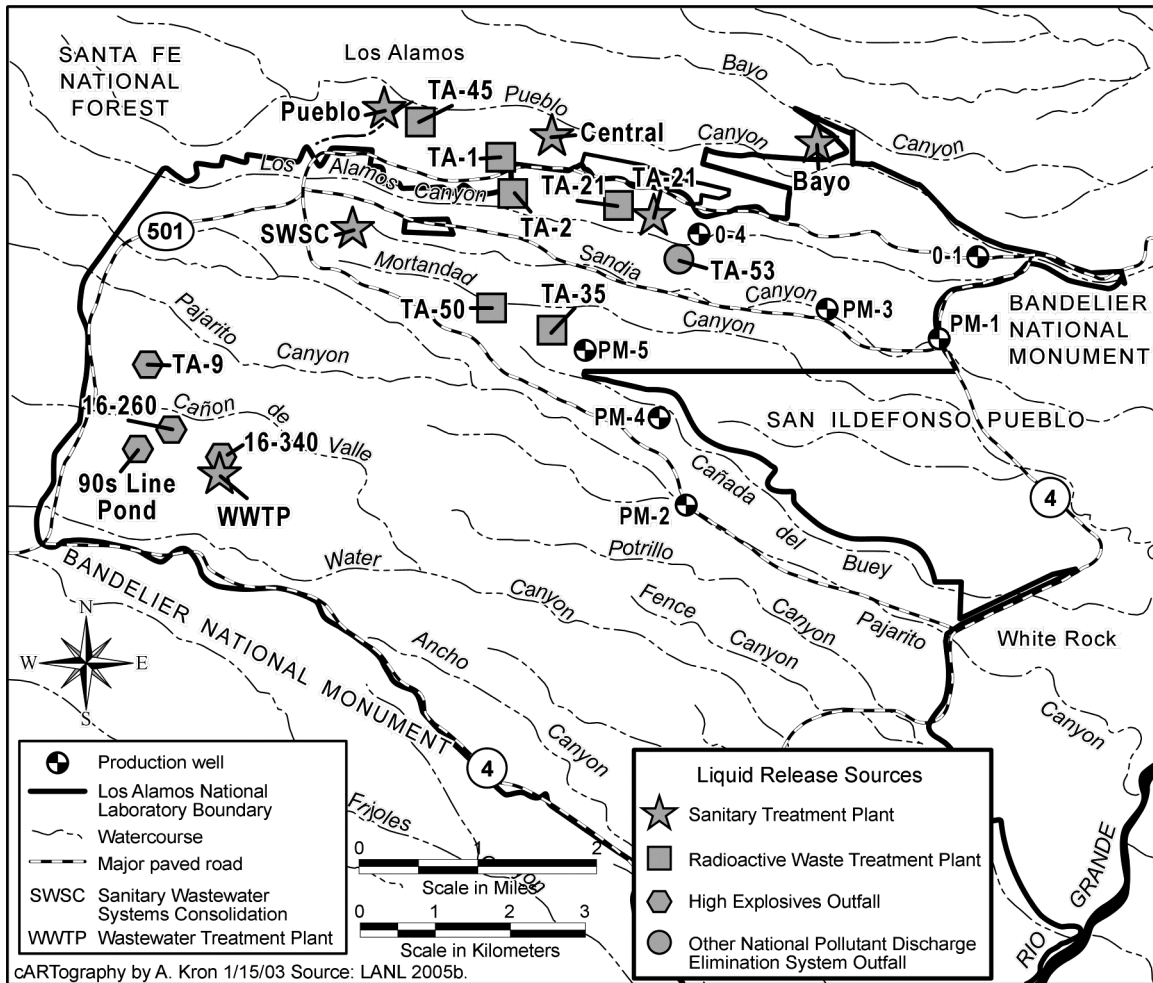 SANTA FE
NATIONAL
FOREST
Los Alamos
TA-45
Pueblo
Pueblo
Central
Canyon
Bayo
Canyon
Bayo
TA-1
Los
Alamos
Canyon
TA-21
TA-21
TA-2
501
SWSC
0-4
0-1
TA-53
Sandia
Canyon
Mortandad
Canyon
TA-50
TA-35
PM-3
PM-1
BANDELIER
NATIONAL
MONUMENT
Pajarito
Canyon
TA-9
PM-5
16-260
Cañon
de
Valle
16-340
90s Line
Pond
WWTP
PM-4
SAN ILDEFONSO PUEBLO
Cañada
del
Buey
PM-2
4
Water
Canyon
Potrillo
Canyon
Fence
Canyon
Pajarito
White Rock
Canyon
BANDELIER NATIONAL MONUMENT
Ancho
Canyon
4
Frijoles
Canyon
RIO GRANDE
N
W E
S
Production well
Los Alamos National
Laboratory Boundary
Watercourse
Major paved road
SWSC Sanitary Wastewater
Systems Consolidation
WWTP Wastewater Treatment Plant
0 1 2
Scale in Miles
0 1 2 3
Scale in Kilometers
Liquid Release Sources
Sanitary Treatment Plant
Radioactive Waste Treatment Plant
High Explosives Outfall
Other National Pollutant Discharge
Elimination System Outfall
cARTography by A. Kron 1/15/03 Source: LANL 2005b.